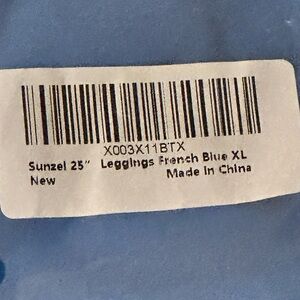 X003X11BTX
Sunzel 25" Leggings French Blue XL
New Made In China